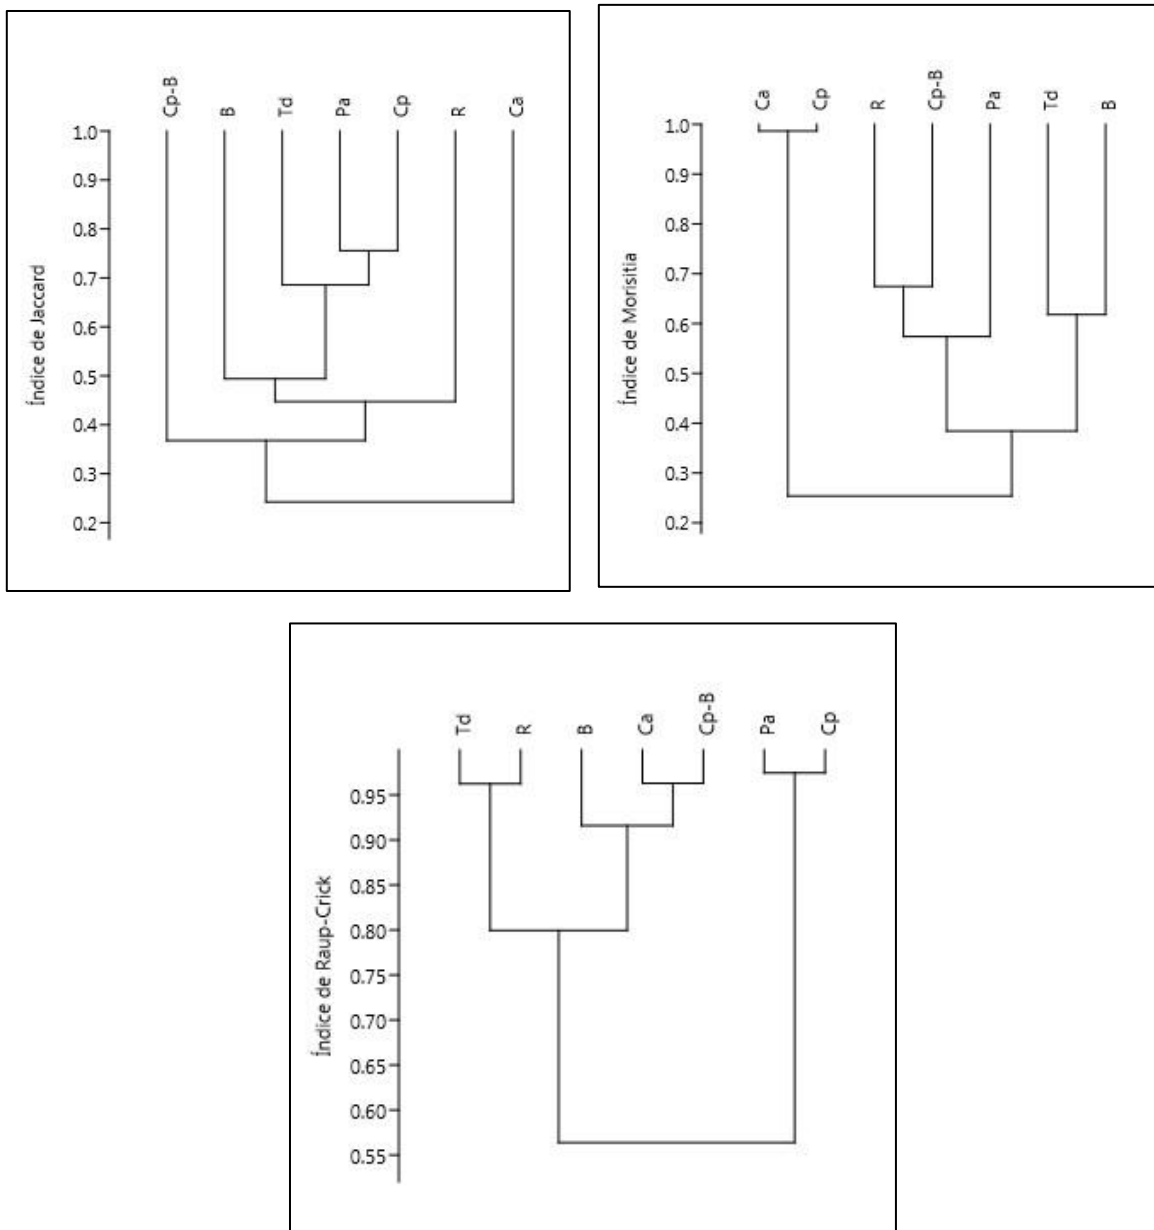 Cp-B
B
Td
Pa
Cp
R
Ca
1.0
0.9
0.8
0.7
0.6
0.5
0.4
0.3
0.2
Índice de Jaccard
Ca
Cp
R
Cp-B
Pa
Td
B
1.0
0.9
0.8
0.7
0.6
0.5
0.4
0.3
0.2
Índice de Morisitia
Td
R
B
Ca
Cp-B
Pa
Cp
0.95
0.90
0.85
0.80
0.75
0.70
0.65
0.60
0.55
Índice de Raup-Crick